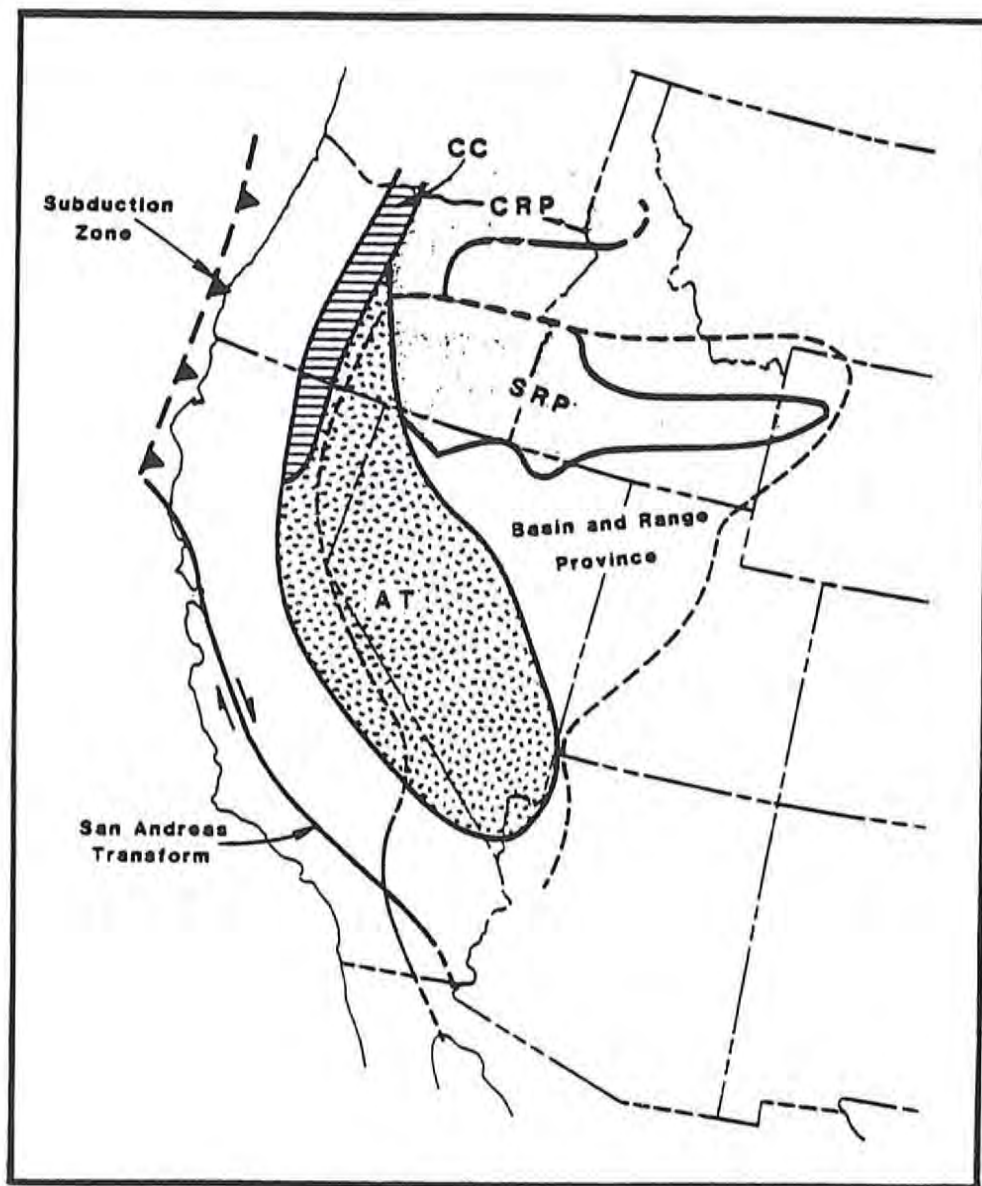 CC
CRP
Subduction
Zone
SRP
Basin and Range
Province
AT
San Andreas
Transform